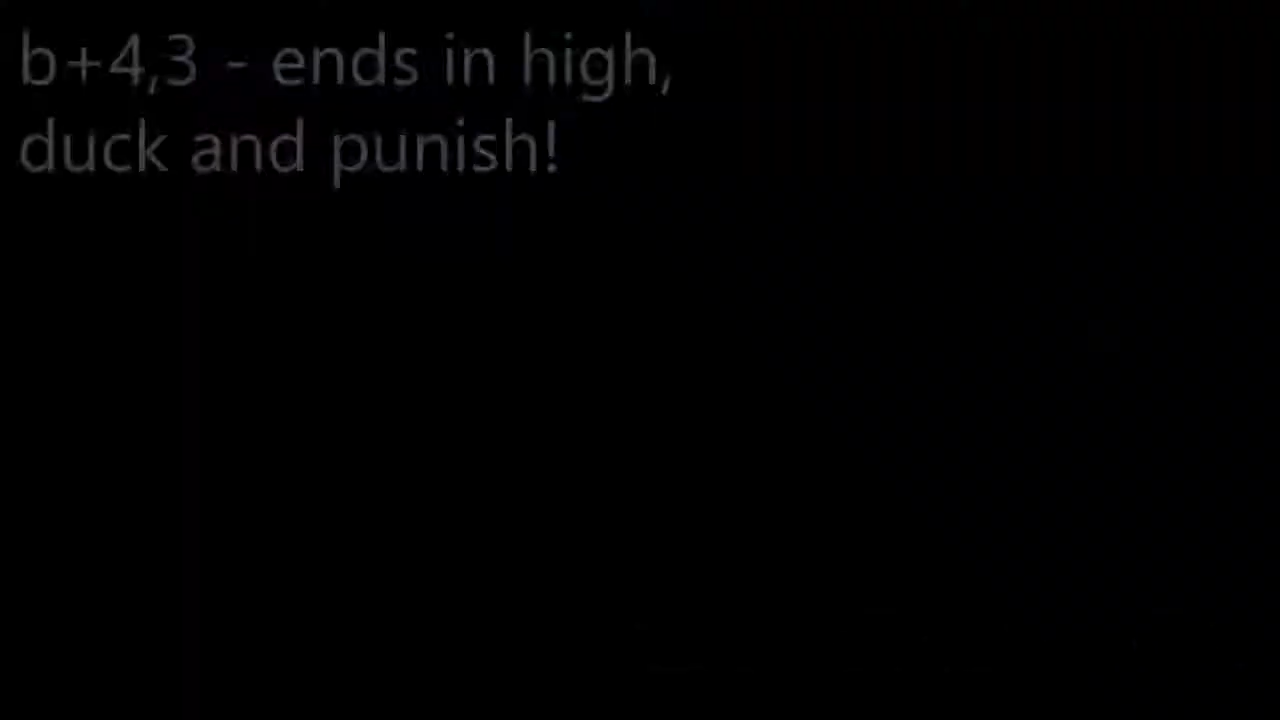 b+4,3 - ends in high,
duck and punish!